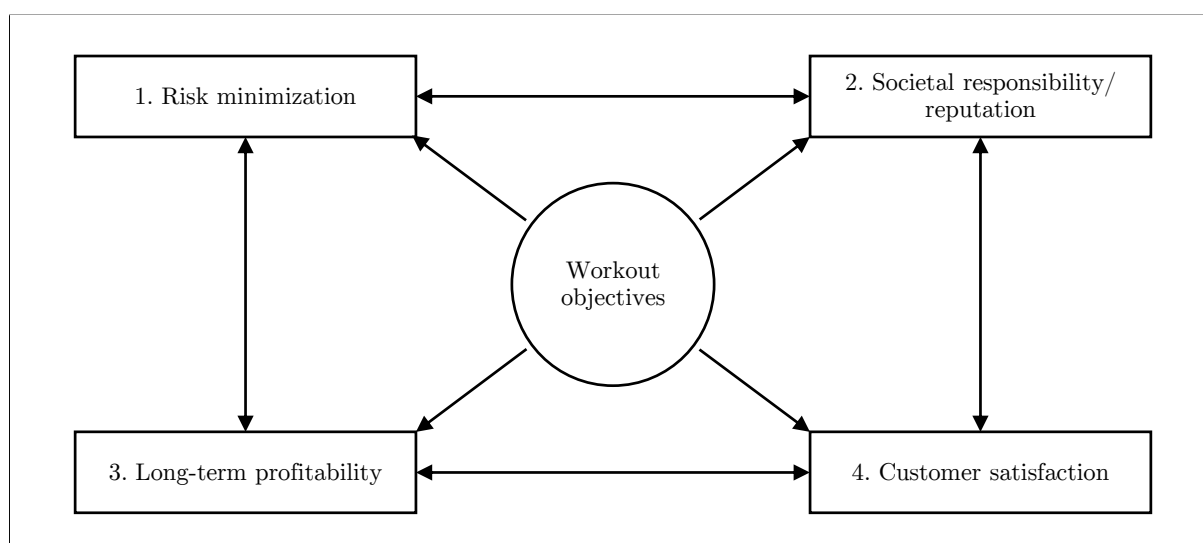 1. Risk minimization
2. Societal responsibility/
reputation
Workout
objectives
3. Long-term profitability
4. Customer satisfaction